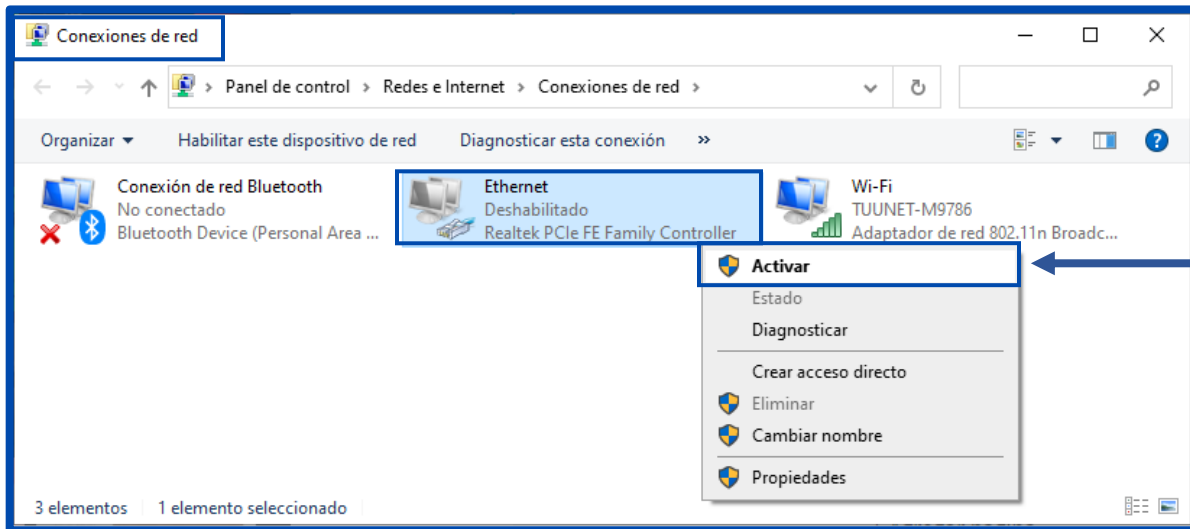 Conexiones de red
Panel de control > Redes e Internet > Conexiones de red >
Organizar Habilitar este dispositivo de red Diagnosticar esta conexión »
Conexión de red Bluetooth
No conectado
Bluetooth Device (Personal Area ...
Ethernet
Deshabilitado
Realtek PCIe FE Family Controller
Wi-Fi
TUUNET-M9786
Adaptador de red 802.11n Broadc...
Activar
Estado
Diagnosticar
Crear acceso directo
Eliminar
Cambiar nombre
Propiedades
3 elementos 1 elemento seleccionado